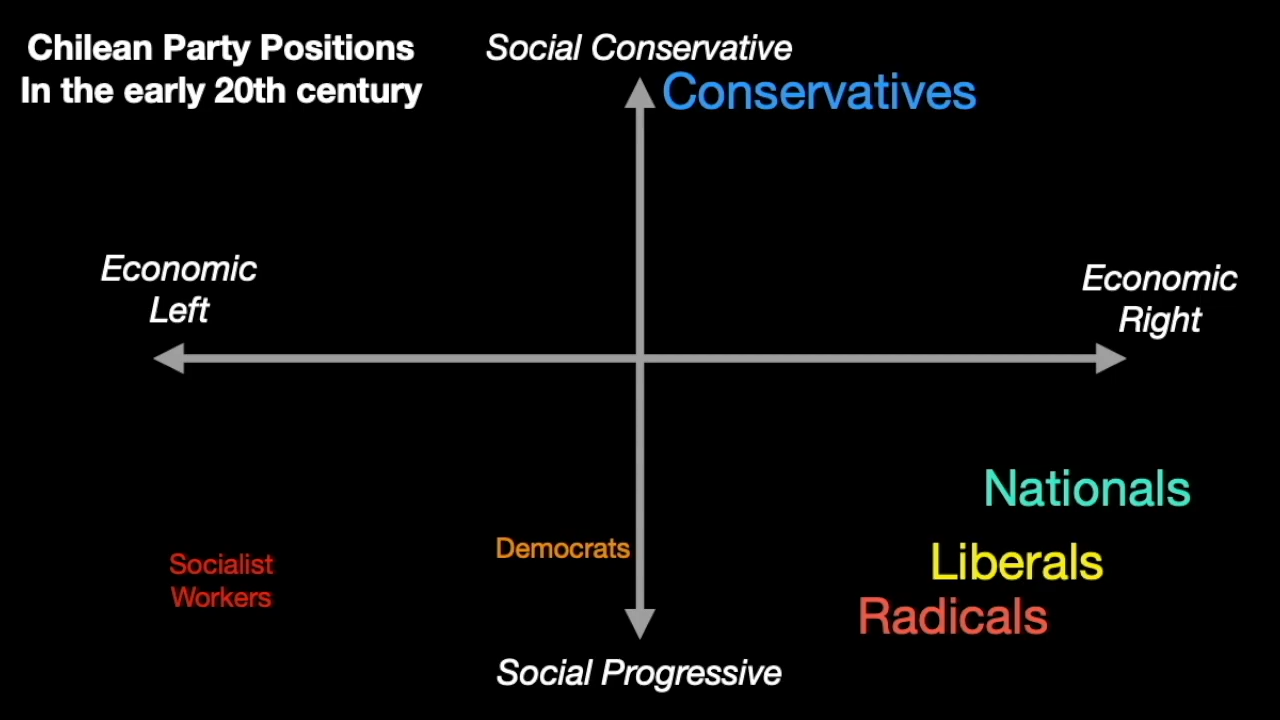 Chilean Party Positions
In the early 20th century
Social Conservative
Conservatives
Economic
Left
Economic
Right
Nationals
Democrats
Liberals
Socialist
Workers
Radicals
Social Progressive